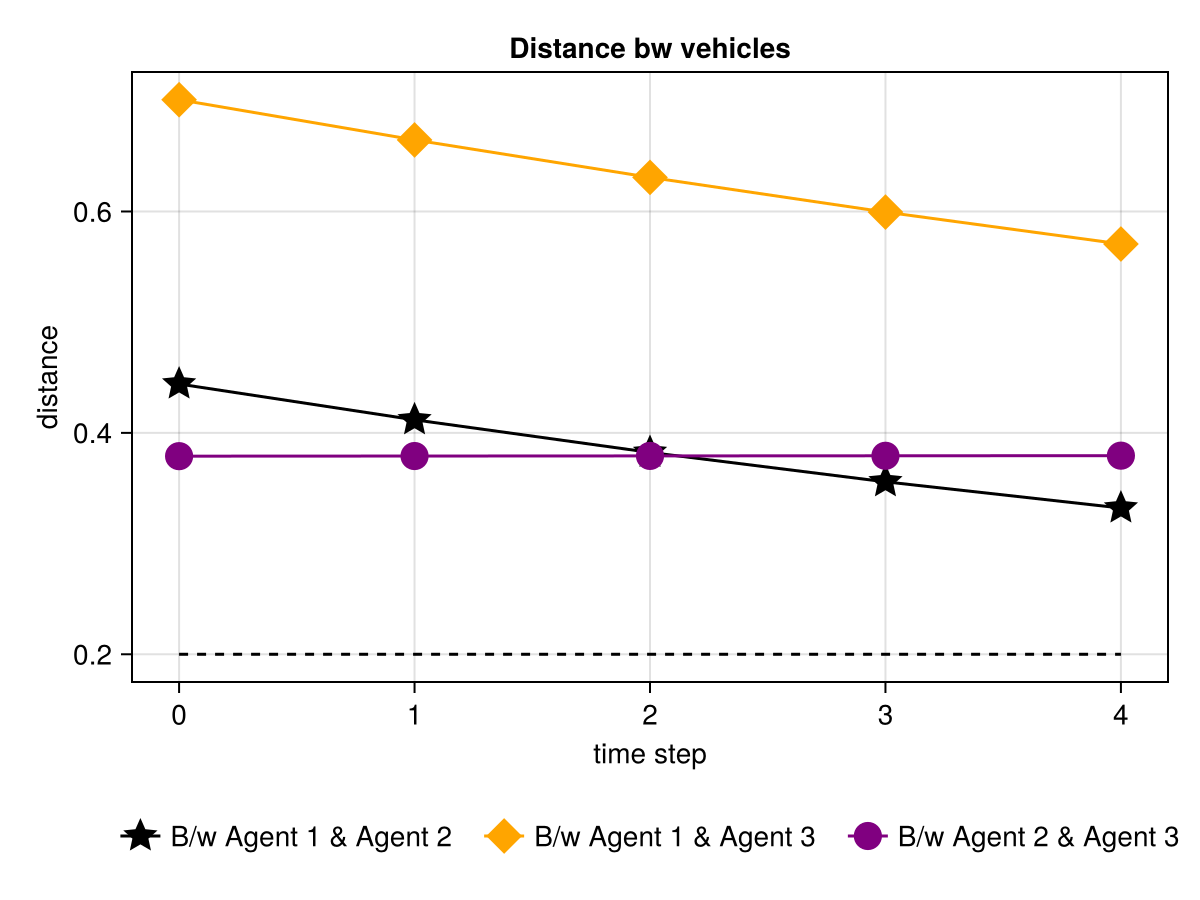 Distance bw vehicles
distance
0.6
0.4
0.2
0 1 2 3 4
time step
B/w Agent 1 & Agent 2 B/w Agent 1 & Agent 3 B/w Agent 2 & Agent 3